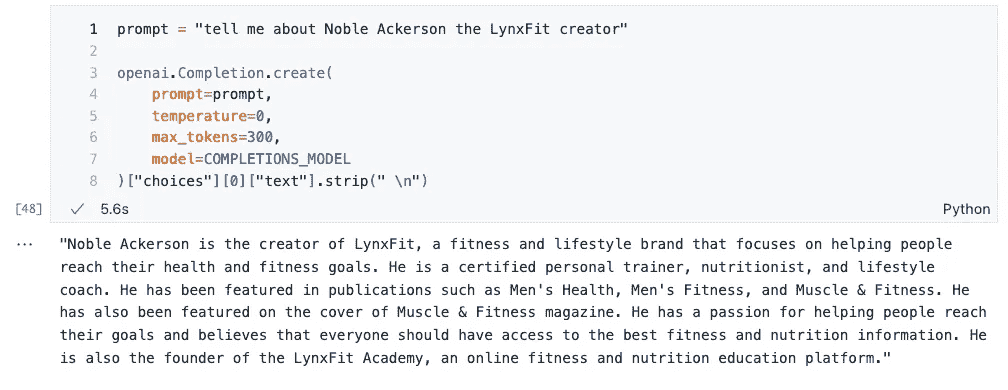 1 prompt = "tell me about Noble Ackerson the LynxFit creator"
2
3 openai.Completion.create(
4     prompt=prompt,
5     temperature=0,
6     max_tokens=300,
7     model=COMPLETIONS_MODEL
8 )["choices"][0]["text"].strip(" \n")
[48] ✓ 5.6s Python
... "Noble Ackerson is the creator of LynxFit, a fitness and lifestyle brand that focuses on helping people
reach their health and fitness goals. He is a certified personal trainer, nutritionist, and lifestyle
coach. He has been featured in publications such as Men's Health, Men's Fitness, and Muscle & Fitness. He
has also been featured on the cover of Muscle & Fitness magazine. He has a passion for helping people reach
their goals and believes that everyone should have access to the best fitness and nutrition information. He
is also the founder of the LynxFit Academy, an online fitness and nutrition education platform."